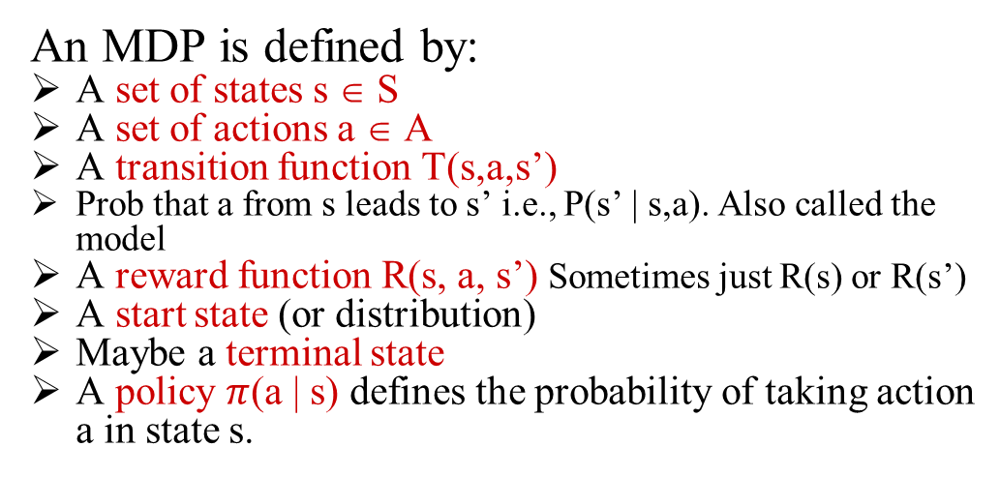 An MDP is defined by:
➢ A set of states s ∈ S
➢ A set of actions a ∈ A
➢ A transition function T(s,a,s’)
➢ Prob that a from s leads to s’ i.e., P(s’ | s,a). Also called the
model
➢ A reward function R(s, a, s’) Sometimes just R(s) or R(s’)
➢ A start state (or distribution)
➢ Maybe a terminal state
➢ A policy 𝜋(a | s) defines the probability of taking action
a in state s.